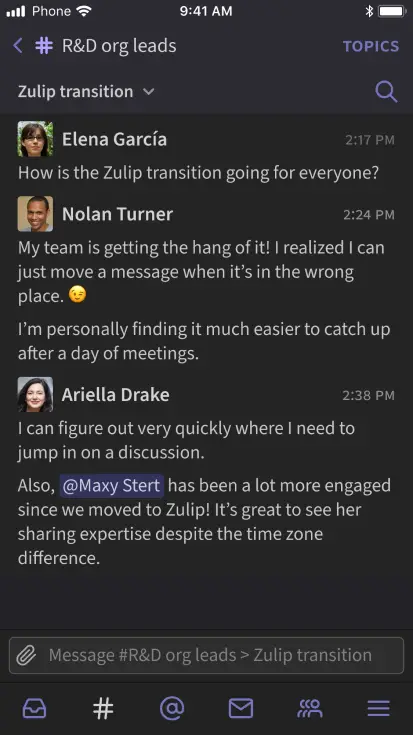 Phone 9:41 AM
# R&D org leads TOPICS
Zulip transition
Elena García 2:17 PM
How is the Zulip transition going for everyone?
Nolan Turner 2:24 PM
My team is getting the hang of it! I realized I can
just move a message when it’s in the wrong
place. 😉
I’m personally finding it much easier to catch up
after a day of meetings.
Ariella Drake 2:38 PM
I can figure out very quickly where I need to
jump in on a discussion.
Also, @Maxy Stert has been a lot more engaged
since we moved to Zulip! It’s great to see her
sharing expertise despite the time zone
difference.
Message #R&D org leads > Zulip transition